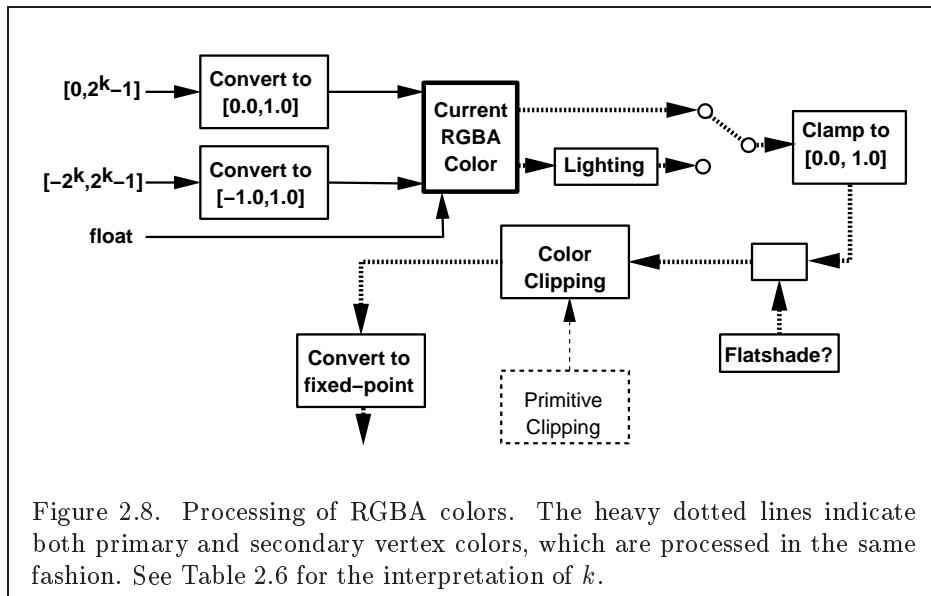 [0,2k−1]
Convert to
[0.0,1.0]
Current
RGBA
Color
Clamp to
[0.0, 1.0]
Lighting
[−2k,2k−1]
Convert to
[−1.0,1.0]
float
Color
Clipping
Flatshade?
Convert to
fixed−point
Primitive
Clipping
Figure 2.8. Processing of RGBA colors. The heavy dotted lines indicate
both primary and secondary vertex colors, which are processed in the same
fashion. See Table 2.6 for the interpretation of k.